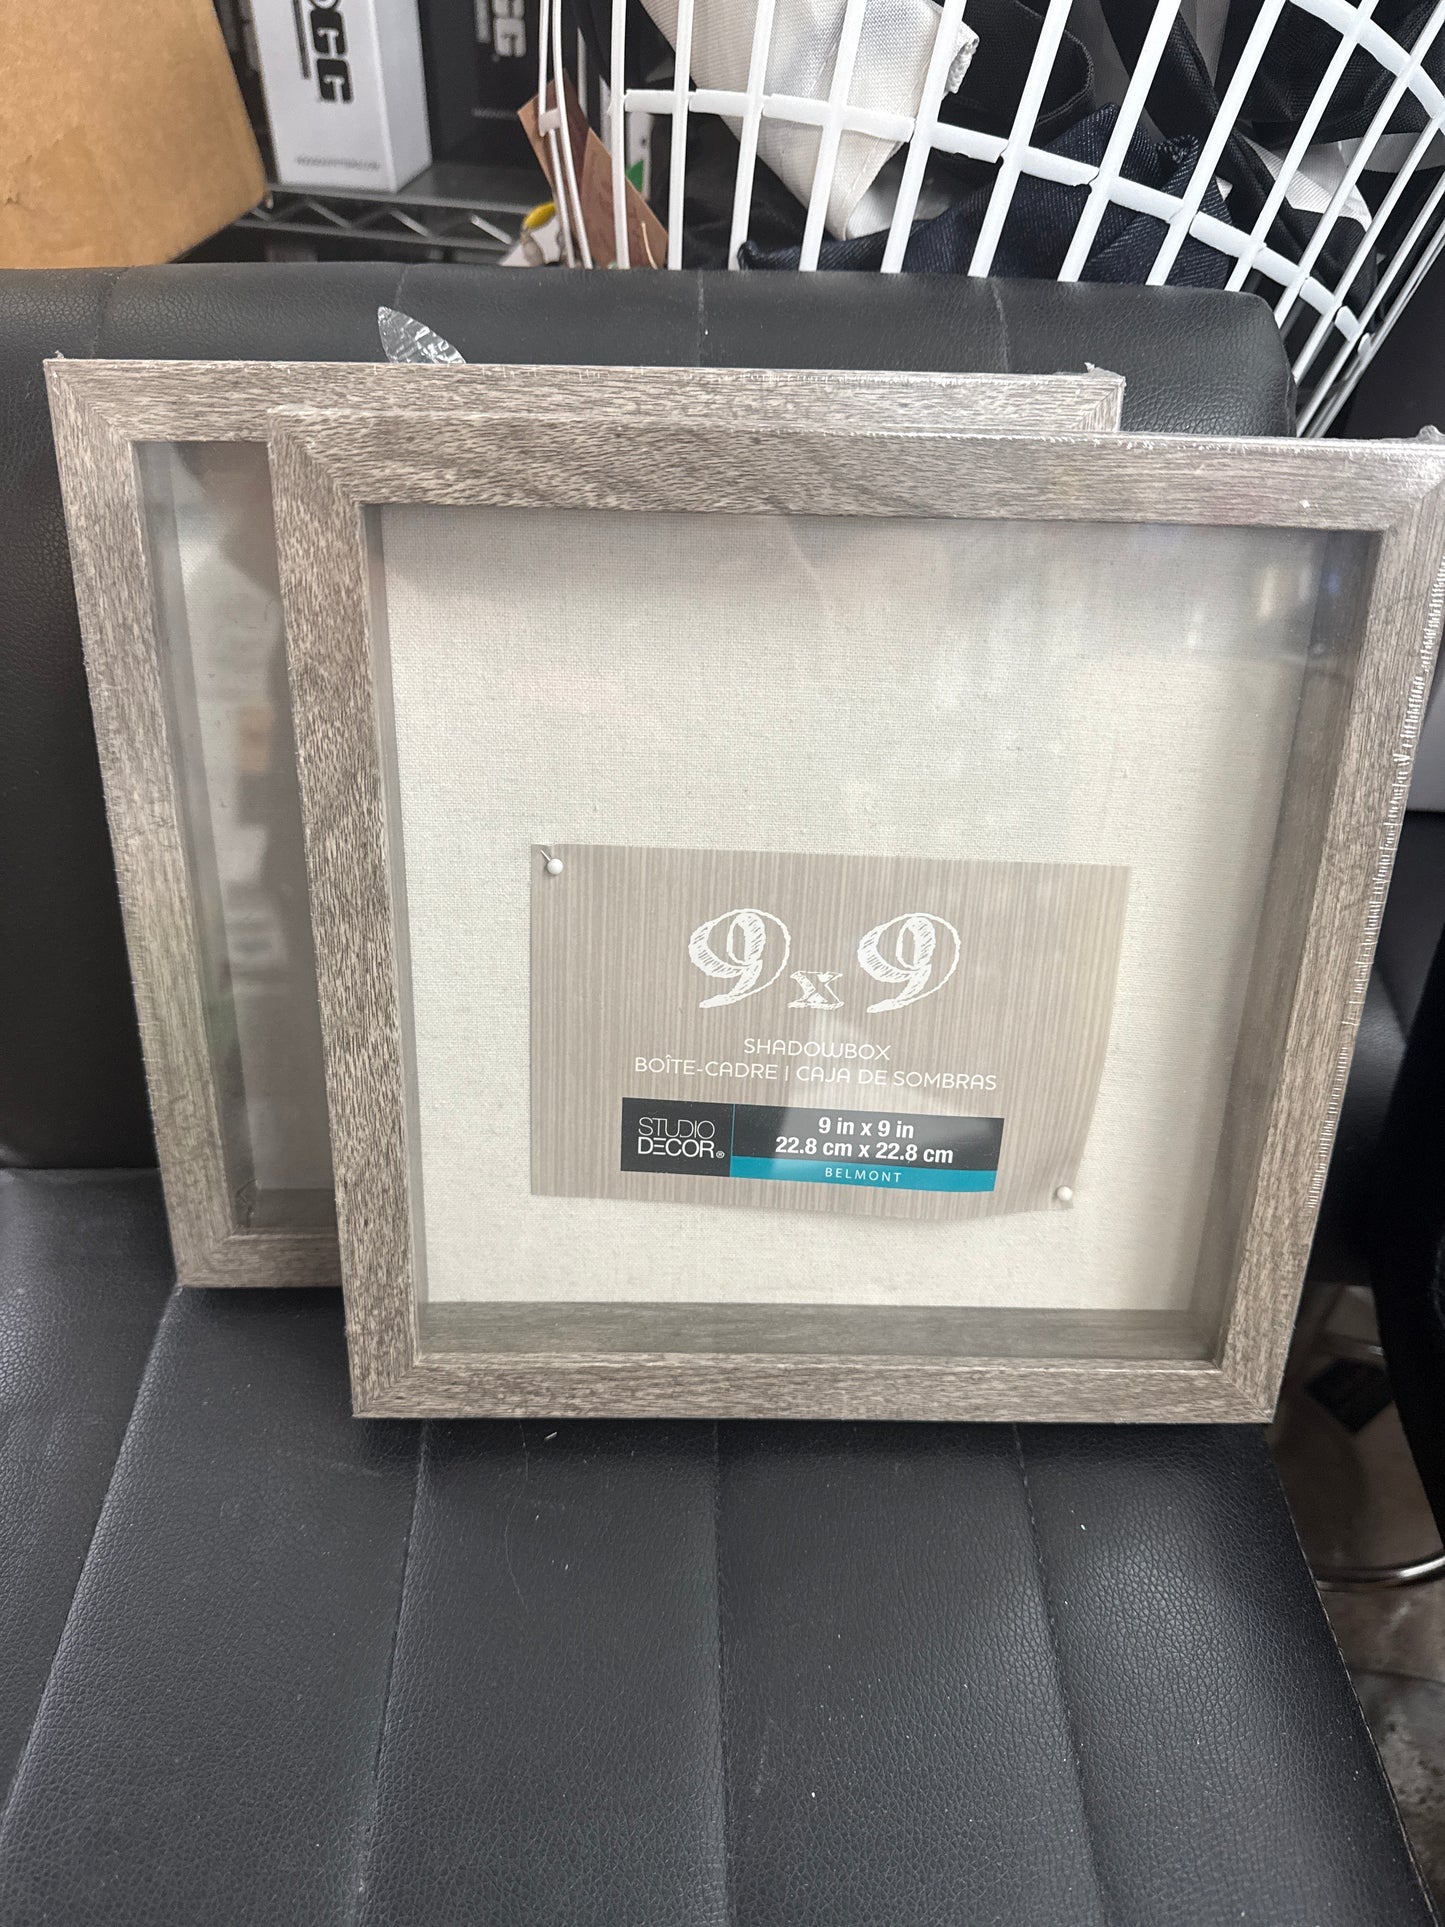 9x9
SHADOWBOX
BOÎTE-CADRE | CAJA DE SOMBRAS
STUDIO
DECOR®
9 in x 9 in
22.8 cm x 22.8 cm
BELMONT